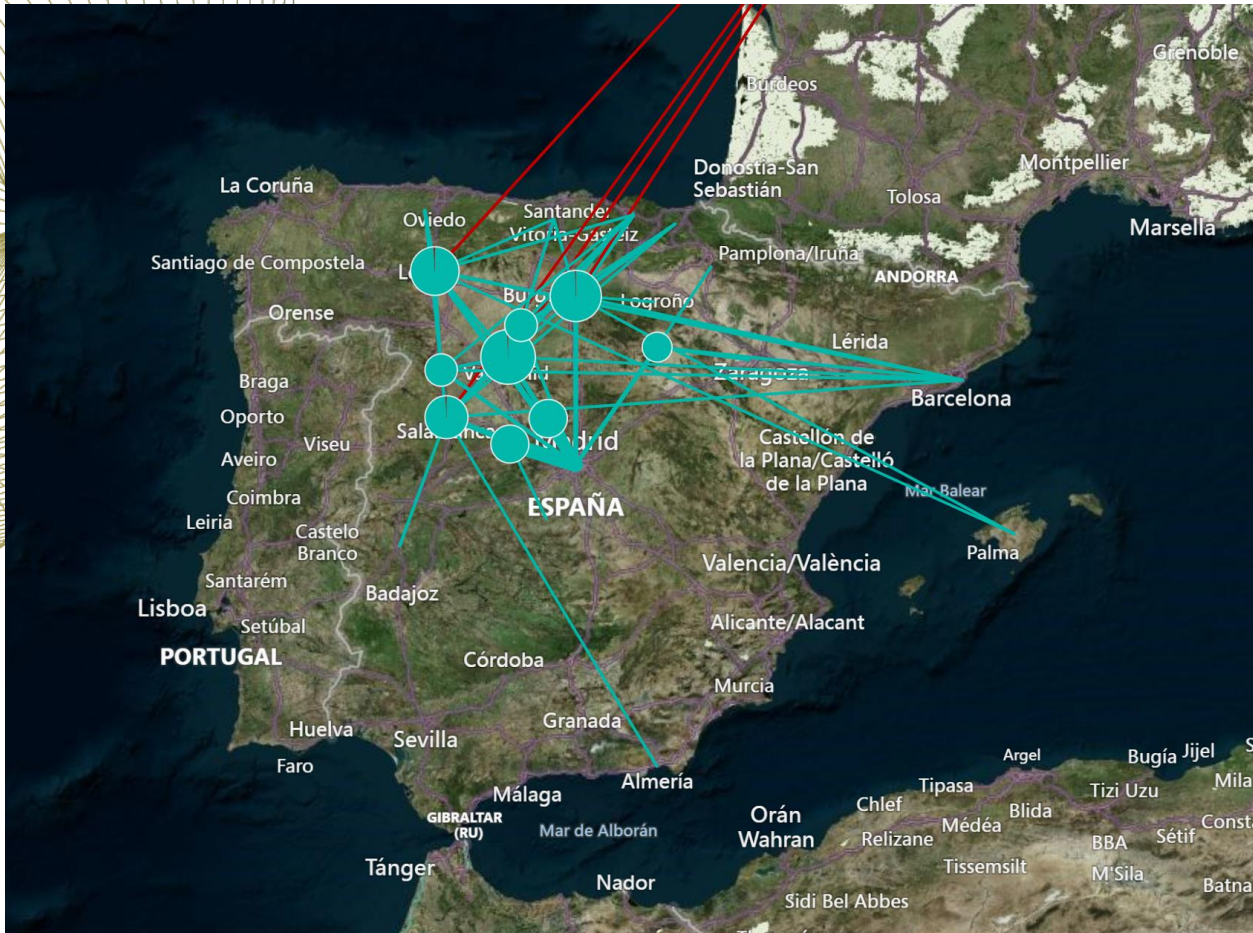 Grenoble
Burdeos
Donostia-San
Sebastián
Montpellier
La Coruña
Tolosa
Oviedo
Santander
Vitoria-Gasteiz
Marsella
Santiago de Compostela
Pamplona/Iruña
ANDORRA
Logroño
Orense
Lérida
Zaragoza
Braga
Barcelona
Oporto
Viseu
Madrid
Castellón de
la Plana/Castelló
de la Plana
Aveiro
Coimbra
Mar Balear
ESPAÑA
Leiria
Castelo
Branco
Palma
Valencia/València
Santarém
Badajoz
Lisboa
Setúbal
Alicante/Alacant
PORTUGAL
Córdoba
Murcia
Granada
Huelva
Sevilla
Faro
Almería
Málaga
Argel
Bugía
Jijel
Tipasa
Tizi Uzu
Chlef
Blida
GIBRALTAR
(RU)
Mar de Alborán
Orán
Wahran
Médéa
Relizane
BBA
Sétif
Tánger
Tissemsilt
M'Sila
Nador
Batna
Sidi Bel Abbes